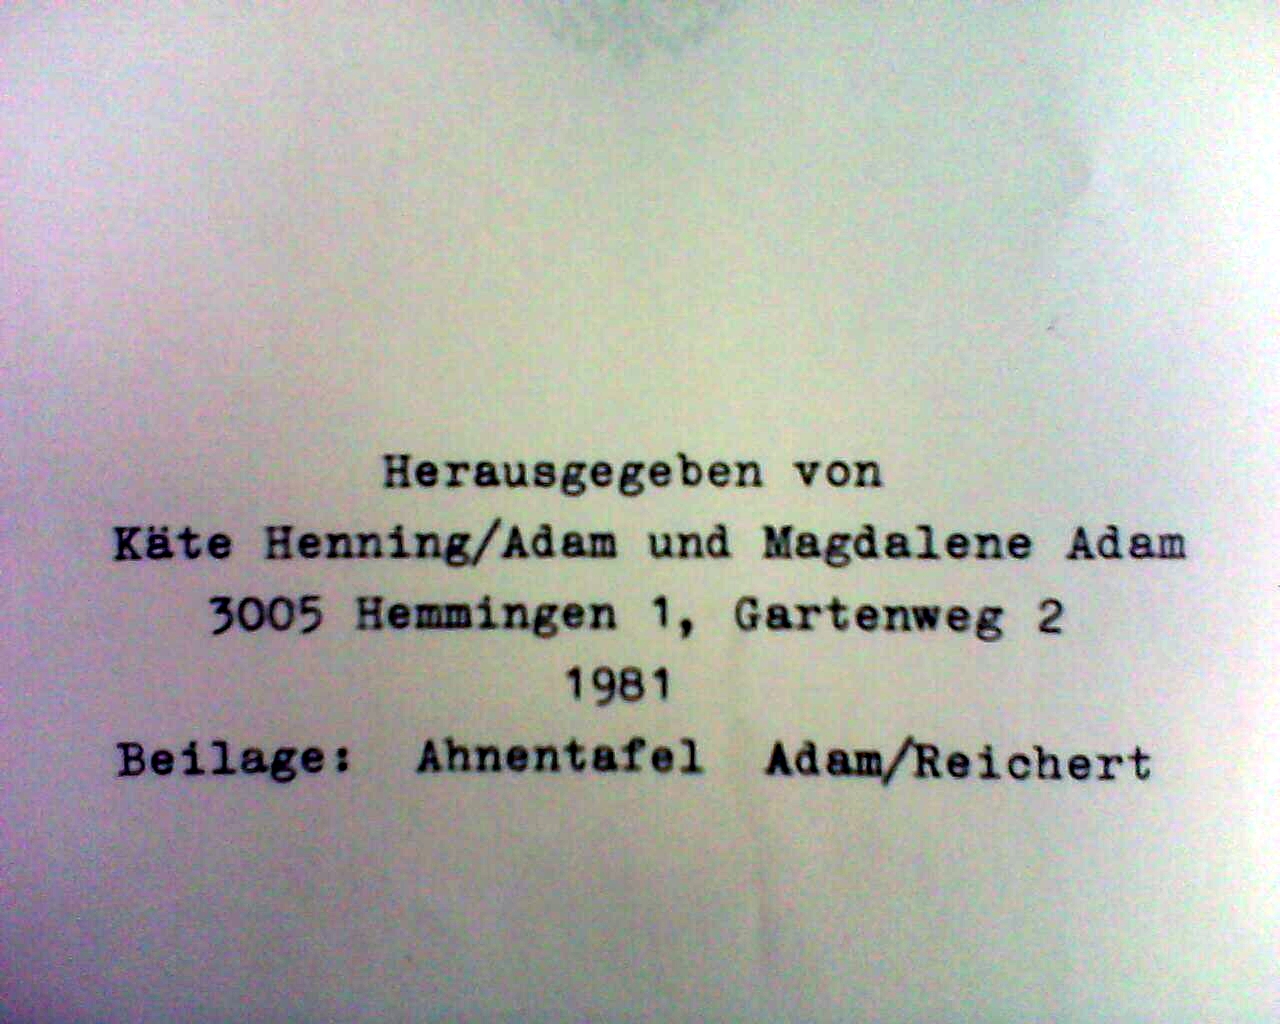 Herausgegeben von
Käte Henning/Adam und Magdalene Adam
3005 Hemmingen 1, Gartenweg 2
1981
Beilage: Ahnentafel Adam/Reichert